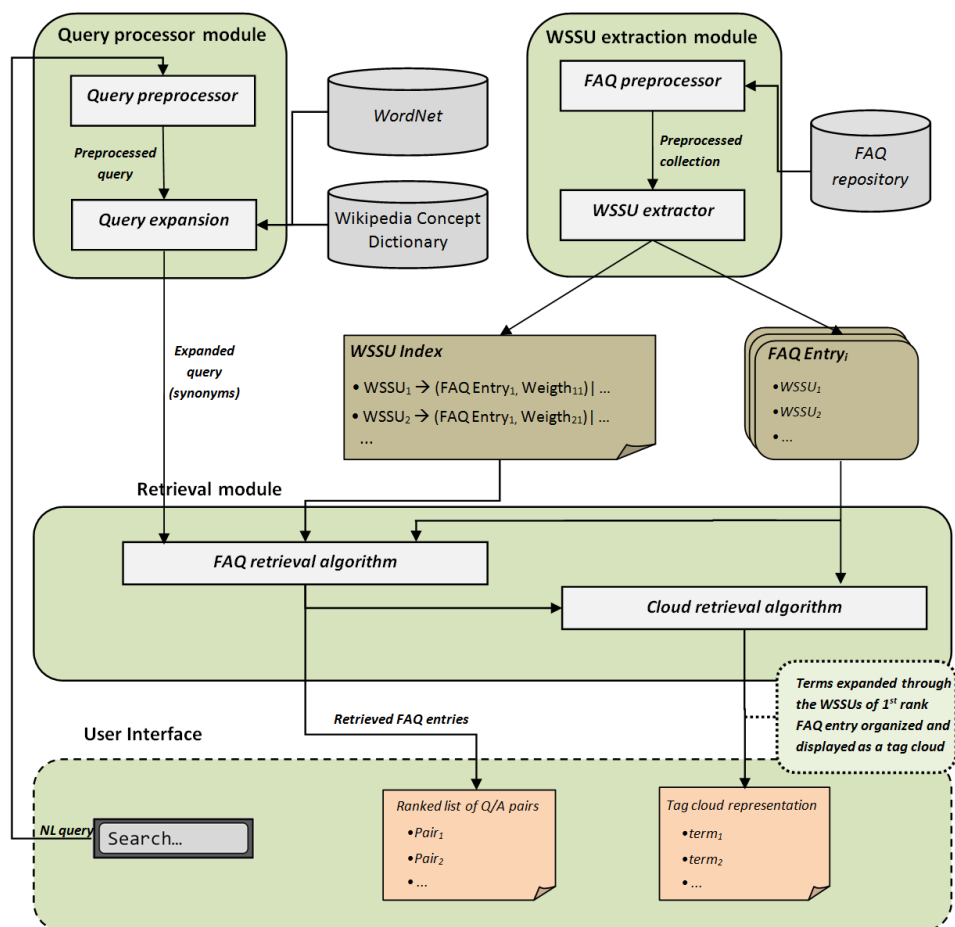 Query processor module
Query preprocessor
Preprocessed
query
Query expansion
WordNet
Wikipedia Concept
Dictionary
WSSU extraction module
FAQ preprocessor
Preprocessed
collection
WSSU extractor
FAQ
repository
Expanded
query
(synonyms)
WSSU Index
• WSSU1 → (FAQ Entry1, Weigth11)| ...
• WSSU2 → (FAQ Entry1, Weigth21)| ...
...
FAQ Entryi
•WSSU1
•WSSU2
•...
Retrieval module
FAQ retrieval algorithm
Cloud retrieval algorithm
Terms expanded through
the WSSUs of 1st rank
FAQ entry organized and
displayed as a tag cloud
Retrieved FAQ entries
User Interface
NL query
Search…
Ranked list of Q/A pairs
•Pair1
•Pair2
•...
Tag cloud representation
•term1
•term2
•...